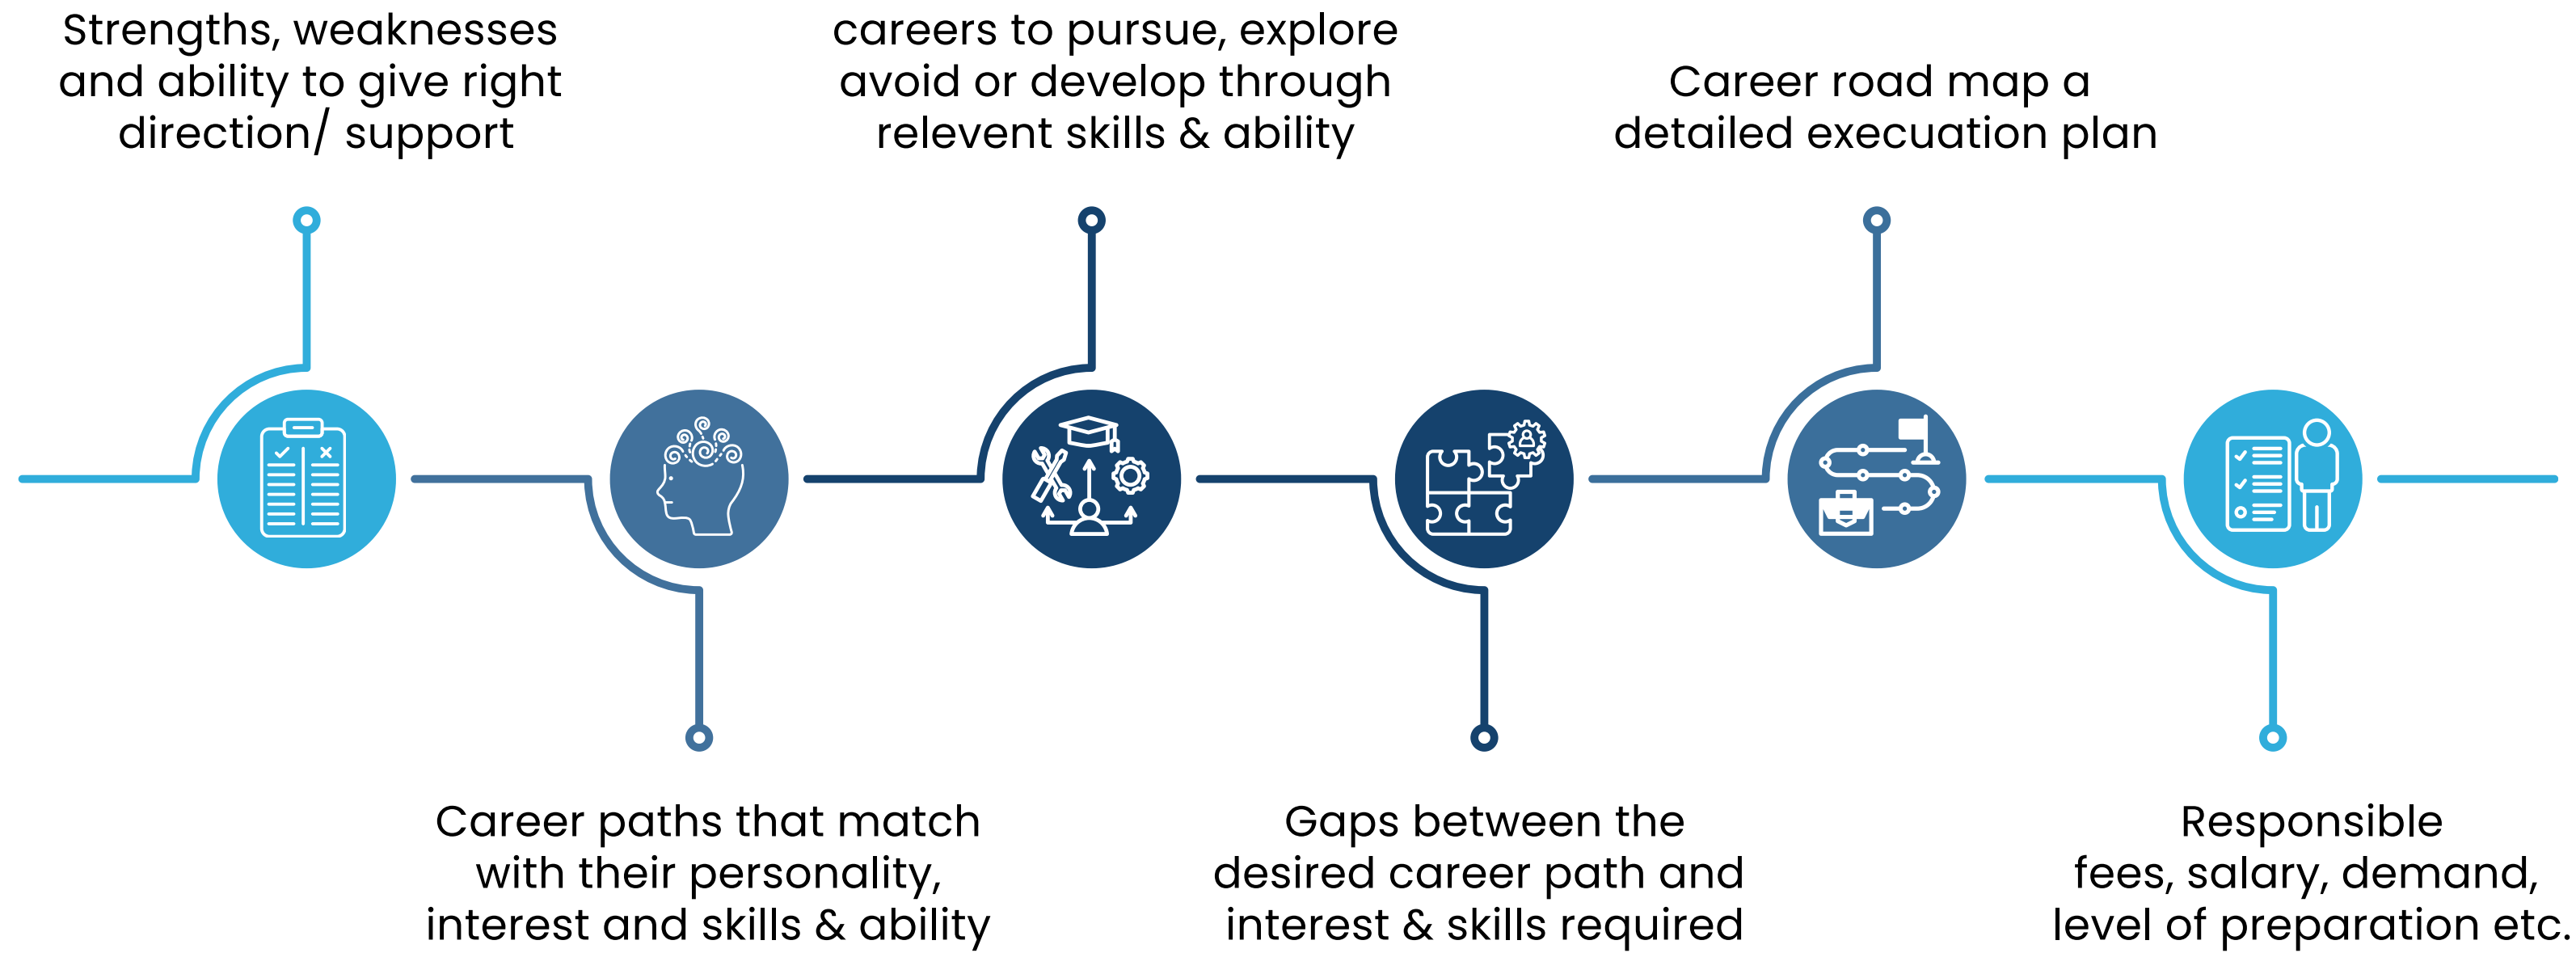 Strengths, weaknesses
and ability to give right
direction/ support
Career paths that match
with their personality,
interest and skills & ability
careers to pursue, explore
avoid or develop through
relevent skills & ability
Gaps between the
desired career path and
interest & skills required
Career road map a
detailed execuation plan
Responsible
fees, salary, demand,
level of preparation etc.